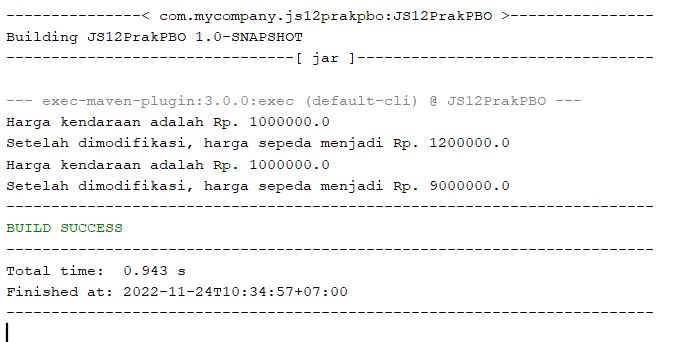 ---------------< com.mycompany.js12prakpbo:JS12PrakPBO >----------------
Building JS12PrakPBO 1.0-SNAPSHOT
--------------------------------[ jar ]---------------------------------
--- exec-maven-plugin:3.0.0:exec (default-cli) @ JS12PrakPBO ---
Harga kendaraan adalah Rp. 1000000.0
Setelah dimodifikasi, harga sepeda menjadi Rp. 1200000.0
Harga kendaraan adalah Rp. 1000000.0
Setelah dimodifikasi, harga sepeda menjadi Rp. 9000000.0
------------------------------------------------------------------------
BUILD SUCCESS
------------------------------------------------------------------------
Total time:  0.943 s
Finished at: 2022-11-24T10:34:57+07:00
------------------------------------------------------------------------